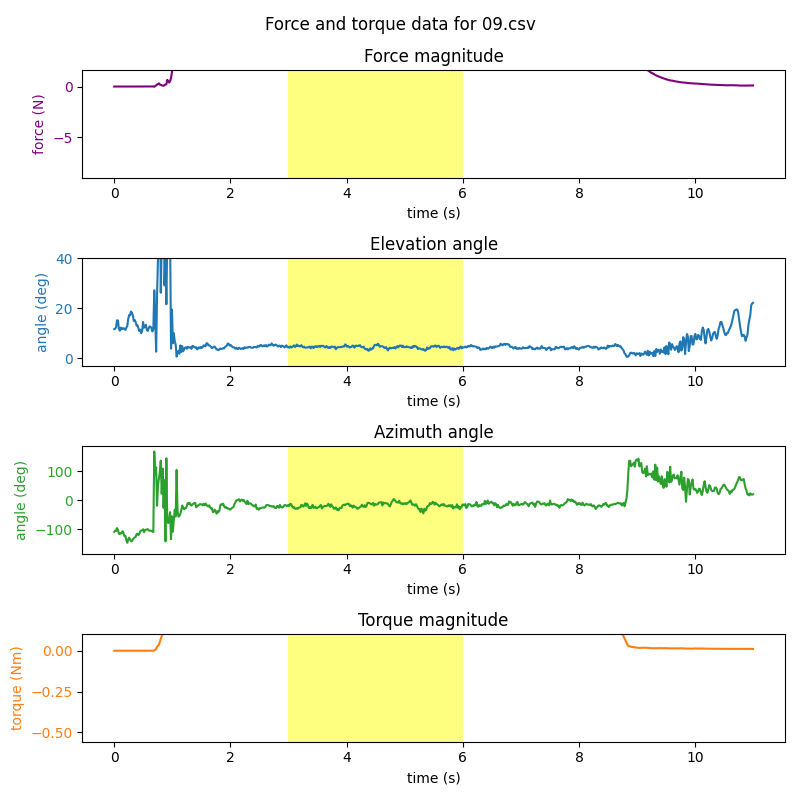 Force and torque data for 09.csv
Force magnitude
0
−5
force (N)
0 2 4 6 8 10
time (s)
Elevation angle
40
20
0
angle (deg)
0 2 4 6 8 10
time (s)
Azimuth angle
100
0
−100
angle (deg)
0 2 4 6 8 10
time (s)
Torque magnitude
0.00
−0.25
−0.50
torque (Nm)
0 2 4 6 8 10
time (s)